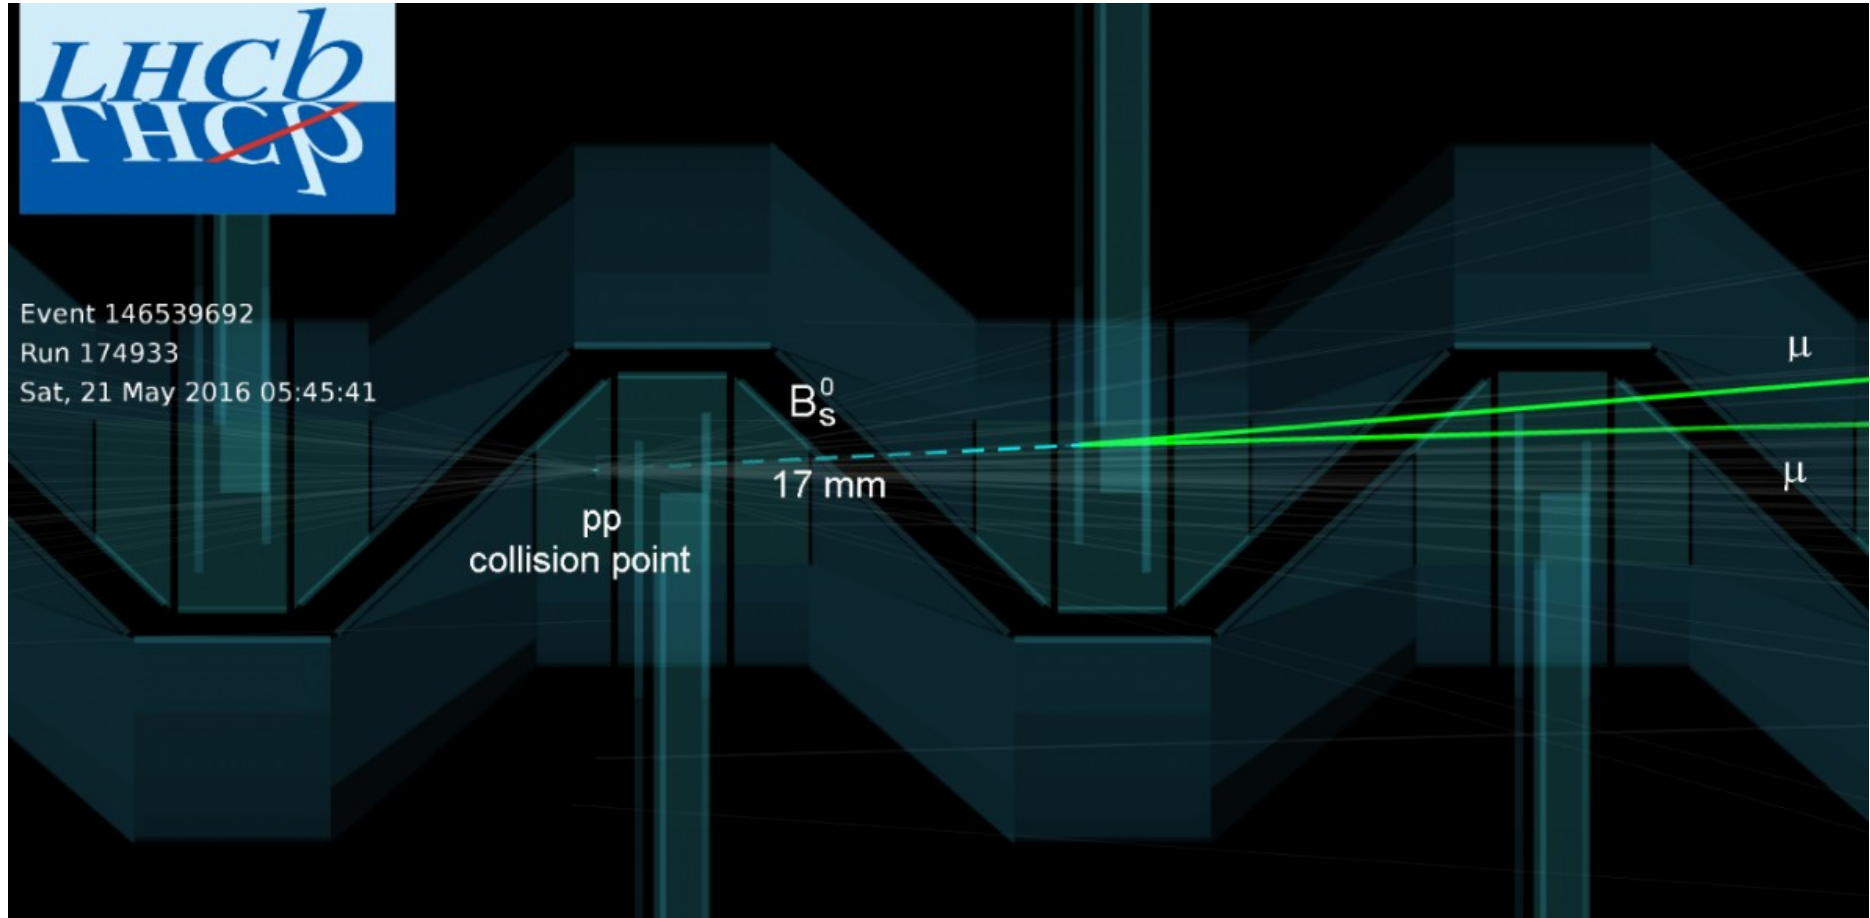 LHCb
LHCb
Event 146539692
Run 174933
Sat, 21 May 2016 05:45:41
μ
B⁰ₛ
μ
17 mm
pp
collision point